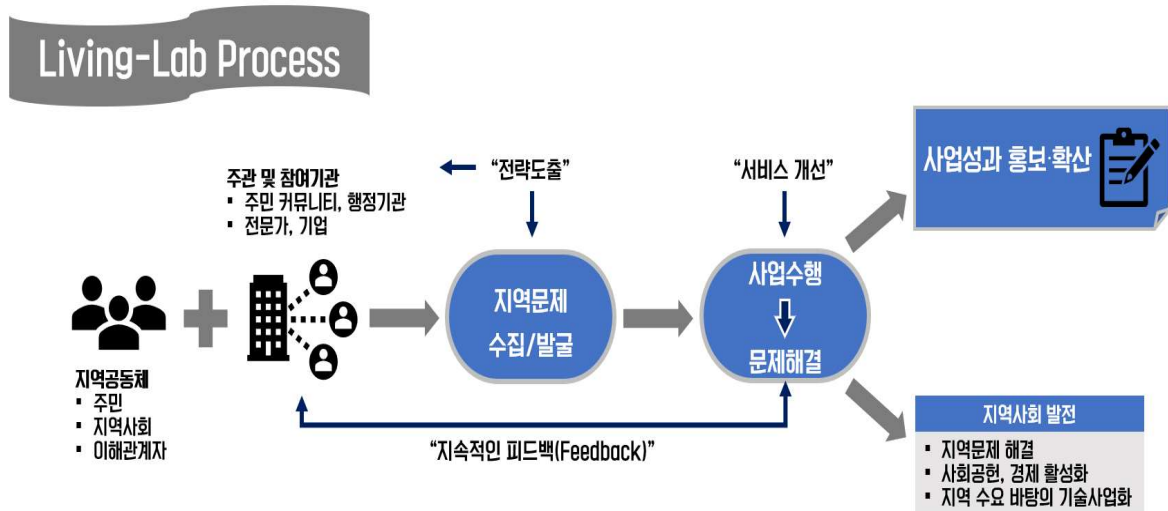 Living-Lab Process
주관 및 참여기관
▪ 주민 커뮤니티, 행정기관
▪ 전문가, 기업
지역공동체
▪ 주민
▪ 지역사회
▪ 이해관계자
“전략도출”
지역문제
수집/발굴
“서비스 개선”
사업수행
문제해결
“지속적인 피드백(Feedback)”
사업성과 홍보·확산
지역사회 발전
▪ 지역문제 해결
▪ 사회공헌, 경제 활성화
▪ 지역 수요 바탕의 기술사업화